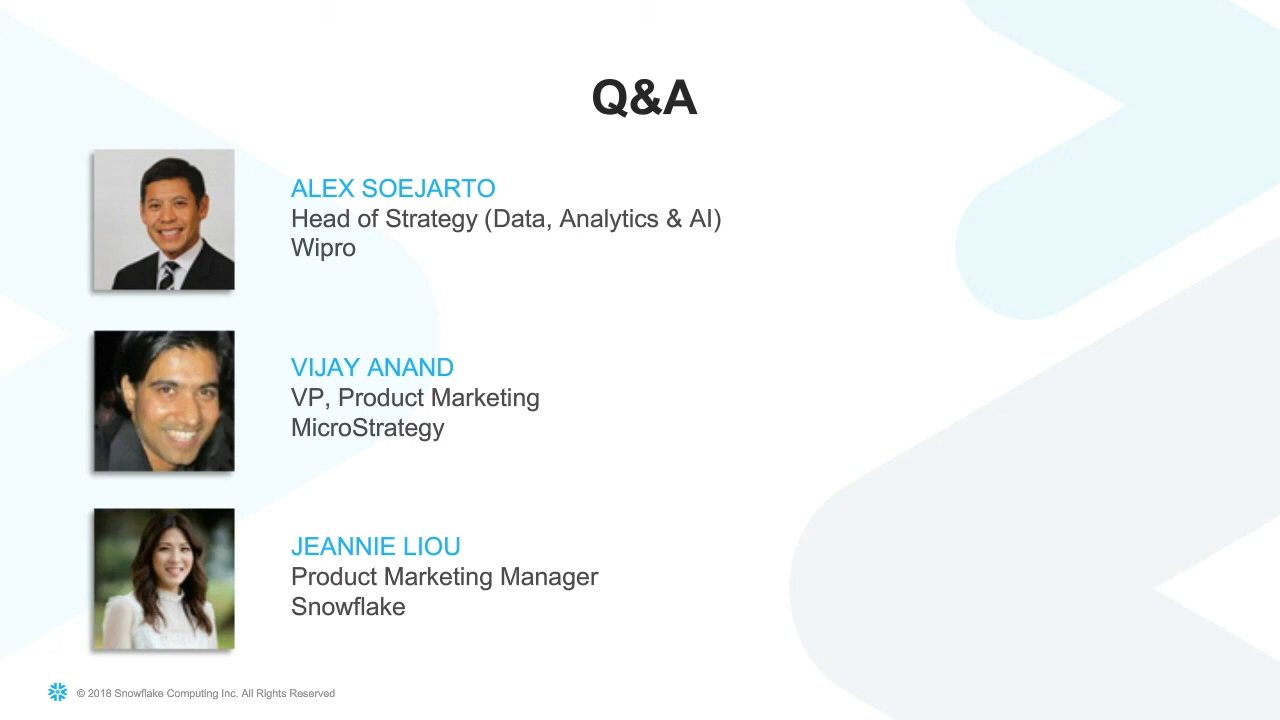 Q&A
ALEX SOEJARTO
Head of Strategy (Data, Analytics & AI)
Wipro
VIJAY ANAND
VP, Product Marketing
MicroStrategy
JEANNIE LIOU
Product Marketing Manager
Snowflake
© 2018 Snowflake Computing Inc. All Rights Reserved